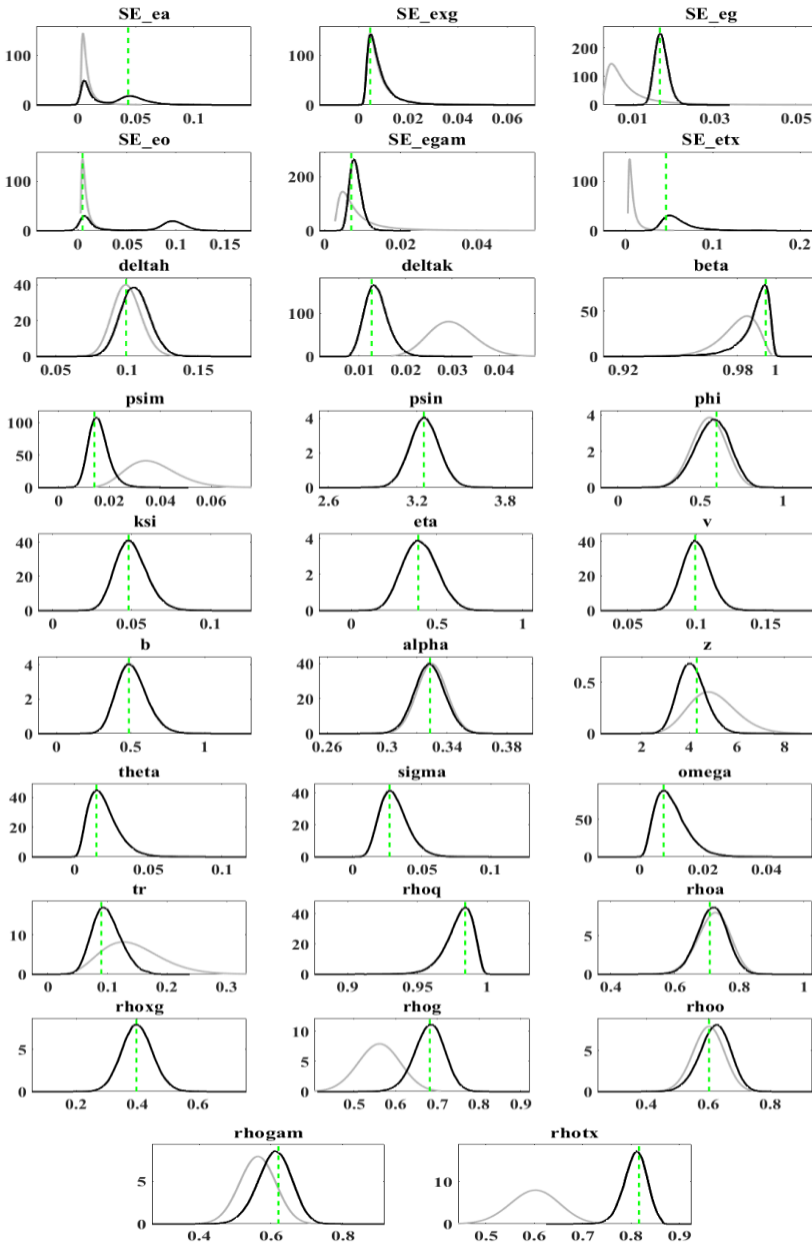 SE_ea SE_exg SE_eg
100 100 200
100
0 0 0
0 0.05 0.1 0 0.02 0.04 0.06 0.01 0.03 0.05
SE_eo SE_egam SE_etx
100 200 100
0 0 0
0 0.05 0.1 0.15 0 0.02 0.04 0 0.1 0.2
deltah deltak beta
40 100 50
20
0 0 0
0.05 0.1 0.15 0.01 0.02 0.03 0.04 0.92 0.98 1
psim psin phi
100 4 4
50 2 2
0 0 0
0 0.02 0.04 0.06 2.6 3.2 3.8 0 0.5 1
ksi eta v
40 4 40
20 2 20
0 0 0
0 0.05 0.1 0 0.5 1 0.05 0.1 0.15
b alpha z
4 40 0.5
2 20
0 0 0
0 0.5 1 0.26 0.3 0.34 0.38 2 4 6 8
theta sigma omega
40 40 50
20 20
0 0 0
0 0.05 0.1 0 0.05 0.1 0 0.02 0.04
tr rhoq rhoa
10 40 5
20
0 0 0
0 0.1 0.2 0.3 0.9 0.95 1 0.4 0.6 0.8 1
rhoxg rhog rhoo
5 10 5
5
0 0 0
0.2 0.4 0.6 0.5 0.6 0.7 0.8 0.9 0.4 0.6 0.8
rhogam rhotx
5 10
0 0
0.4 0.6 0.8 0.5 0.6 0.7 0.8 0.9